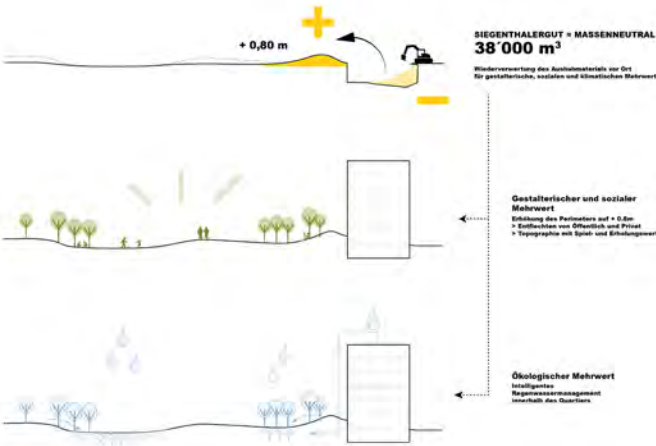 + 0,80 m
SIEGENTHALERGUT = MASSENNEUTRAL
38´000 m³
Wiederverwertung des Aushubmaterials vor Ort
für gestalterische, sozialen und klimatischen Mehrwert
Gestalterischer und sozialer
Mehrwert
Erhöhung des Perimeters auf + 0.8m
> Entflechten von Öffentlich und Privat
> Topographie mit Spiel- und Erholungswert
Ökologischer Mehrwert
Intelligentes
Regenwassermanagement
innerhalb des Quartiers